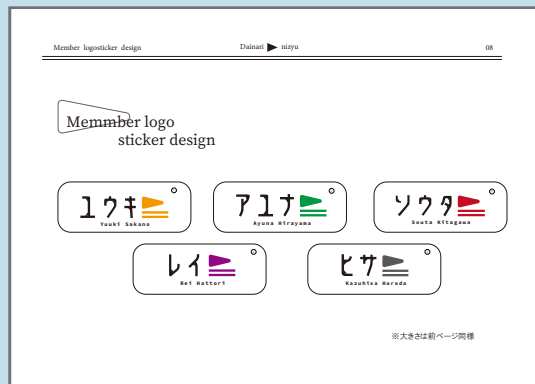 Member logosticker design
Dainari ▶ nizyu
08
Memmber logo
sticker design
ユウキ
Yuuki Sakano
アユナ
Ayuna Hirayama
ソウタ
Souta Kitagawa
レイ
Rei Hattori
ヒサ
Kazuhisa Harada
※大きさは前ページ同様